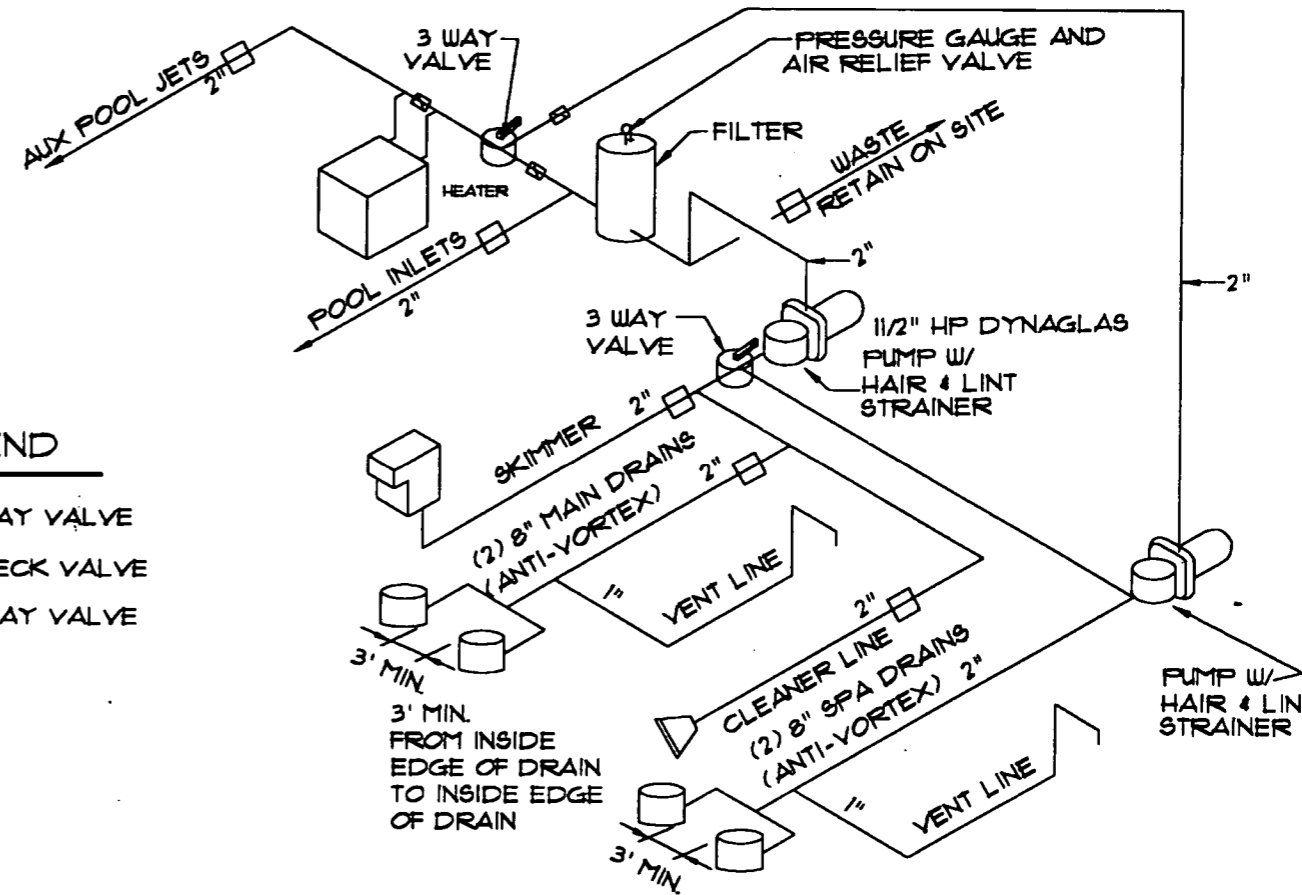 3 WAY
VALVE
PRESSURE GAUGE AND
AIR RELIEF VALVE
AUX POOL JETS
2"
FILTER
WASTE
RETAIN ON SITE
HEATER
POOL INLETS
2"
2"
2"
3 WAY
VALVE
11/2" HP DYNAGLAS
PUMP W/
HAIR & LINT
STRAINER
END
AY VALVE
ECK VALVE
AY VALVE
SKIMMER 2"
(2) 8" MAIN DRAINS 2"
(ANTI-VORTEX)
1" VENT LINE
3' MIN.
3' MIN.
FROM INSIDE
EDGE OF DRAIN
TO INSIDE EDGE
OF DRAIN
CLEANER LINE 2"
(2) 8" SPA DRAINS
(ANTI-VORTEX) 2"
PUMP W/
HAIR & LIN
STRAINER
1" VENT LINE
3' MIN.